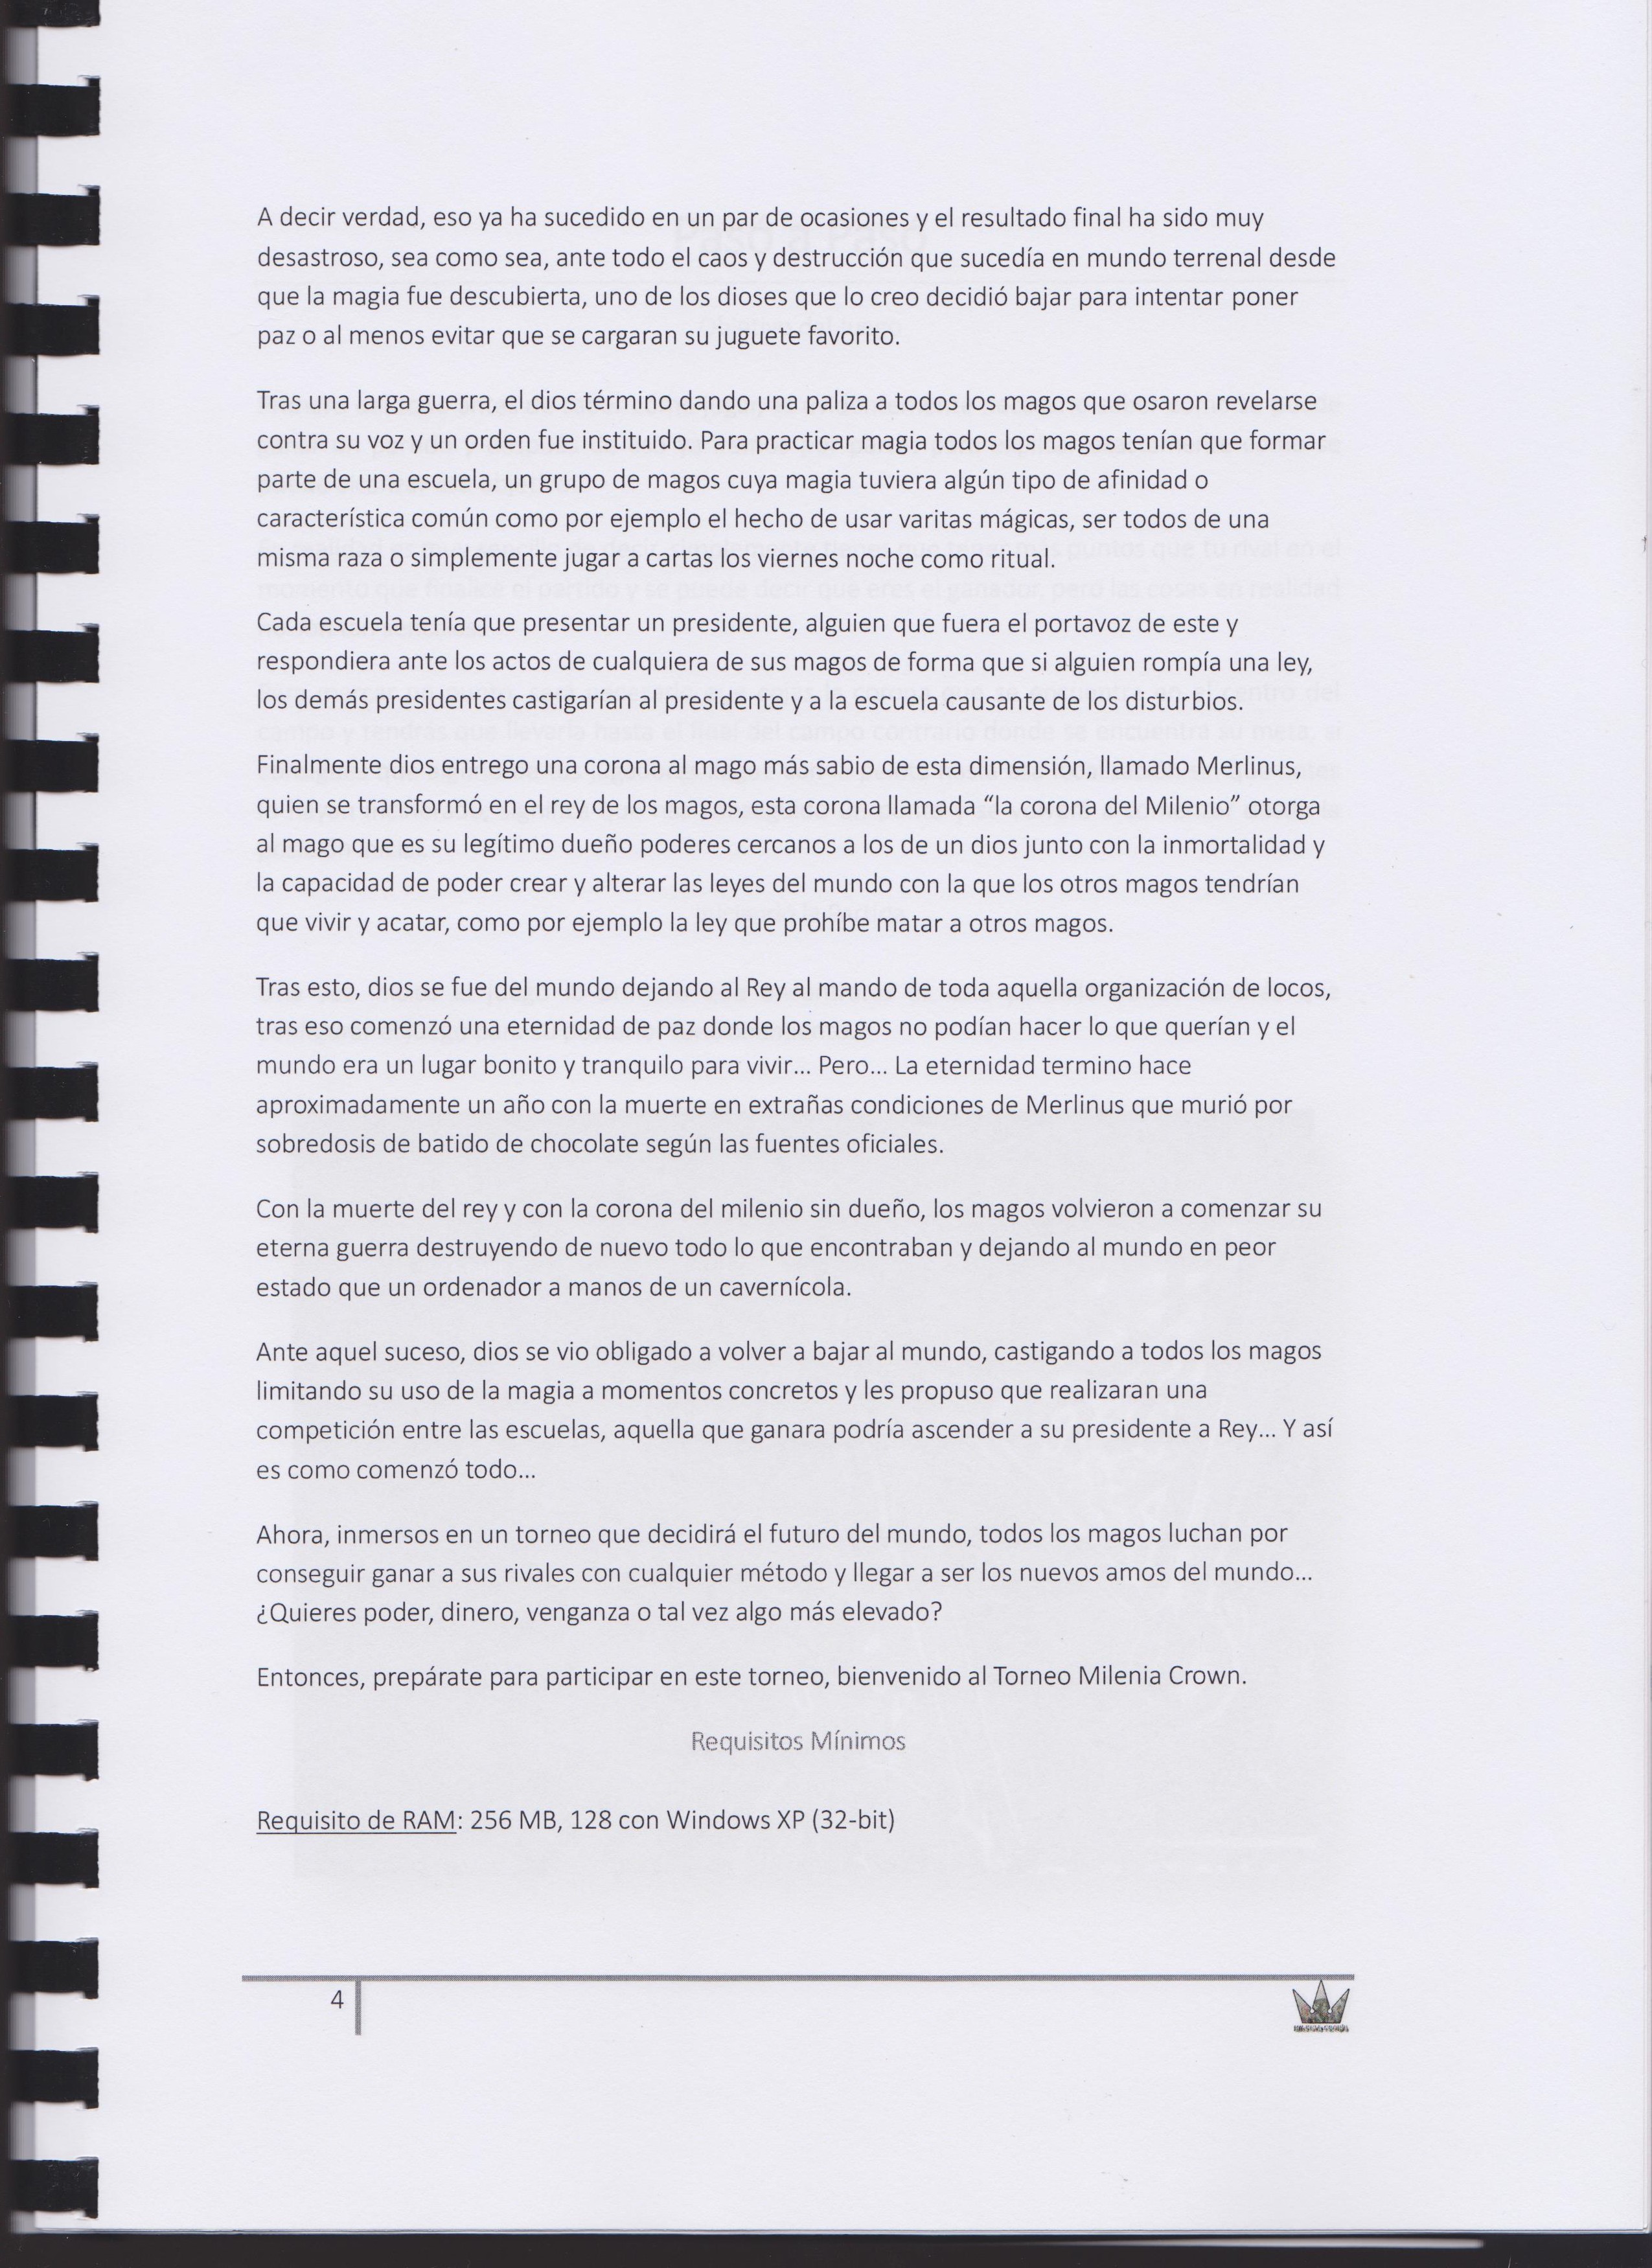 A decir verdad, eso ya ha sucedido en un par de ocasiones y el resultado final ha sido muy
desastroso, sea como sea, ante todo el caos y destrucción que sucedía en mundo terrenal desde
que la magia fue descubierta, uno de los dioses que lo creo decidió bajar para intentar poner
paz o al menos evitar que se cargaran su juguete favorito.
Tras una larga guerra, el dios término dando una paliza a todos los magos que osaron revelarse
contra su voz y un orden fue instituido. Para practicar magia todos los magos tenían que formar
parte de una escuela, un grupo de magos cuya magia tuviera algún tipo de afinidad o
característica común como por ejemplo el hecho de usar varitas mágicas, ser todos de una
misma raza o simplemente jugar a cartas los viernes noche como ritual.
Cada escuela tenía que presentar un presidente, alguien que fuera el portavoz de este y
respondiera ante los actos de cualquiera de sus magos de forma que si alguien rompía una ley,
los demás presidentes castigarían al presidente y a la escuela causante de los disturbios.
Finalmente dios entrego una corona al mago más sabio de esta dimensión, llamado Merlinus,
quien se transformó en el rey de los magos, esta corona llamada “la corona del Milenio” otorga
al mago que es su legítimo dueño poderes cercanos a los de un dios junto con la inmortalidad y
la capacidad de poder crear y alterar las leyes del mundo con la que los otros magos tendrían
que vivir y acatar, como por ejemplo la ley que prohíbe matar a otros magos.
Tras esto, dios se fue del mundo dejando al Rey al mando de toda aquella organización de locos,
tras eso comenzó una eternidad de paz donde los magos no podían hacer lo que querían y el
mundo era un lugar bonito y tranquilo para vivir... Pero... La eternidad termino hace
aproximadamente un año con la muerte en extrañas condiciones de Merlinus que murió por
sobredosis de batido de chocolate según las fuentes oficiales.
Con la muerte del rey y con la corona del milenio sin dueño, los magos volvieron a comenzar su
eterna guerra destruyendo de nuevo todo lo que encontraban y dejando al mundo en peor
estado que un ordenador a manos de un cavernícola.
Ante aquel suceso, dios se vio obligado a volver a bajar al mundo, castigando a todos los magos
limitando su uso de la magia a momentos concretos y les propuso que realizaran una
competición entre las escuelas, aquella que ganara podría ascender a su presidente a Rey... Y así
es como comenzó todo...
Ahora, inmersos en un torneo que decidirá el futuro del mundo, todos los magos luchan por
conseguir ganar a sus rivales con cualquier método y llegar a ser los nuevos amos del mundo...
¿Quieres poder, dinero, venganza o tal vez algo más elevado?
Entonces, prepárate para participar en este torneo, bienvenido al Torneo Milenia Crown.
Requisitos Mínimos
Requisito de RAM: 256 MB, 128 con Windows XP (32-bit)
4